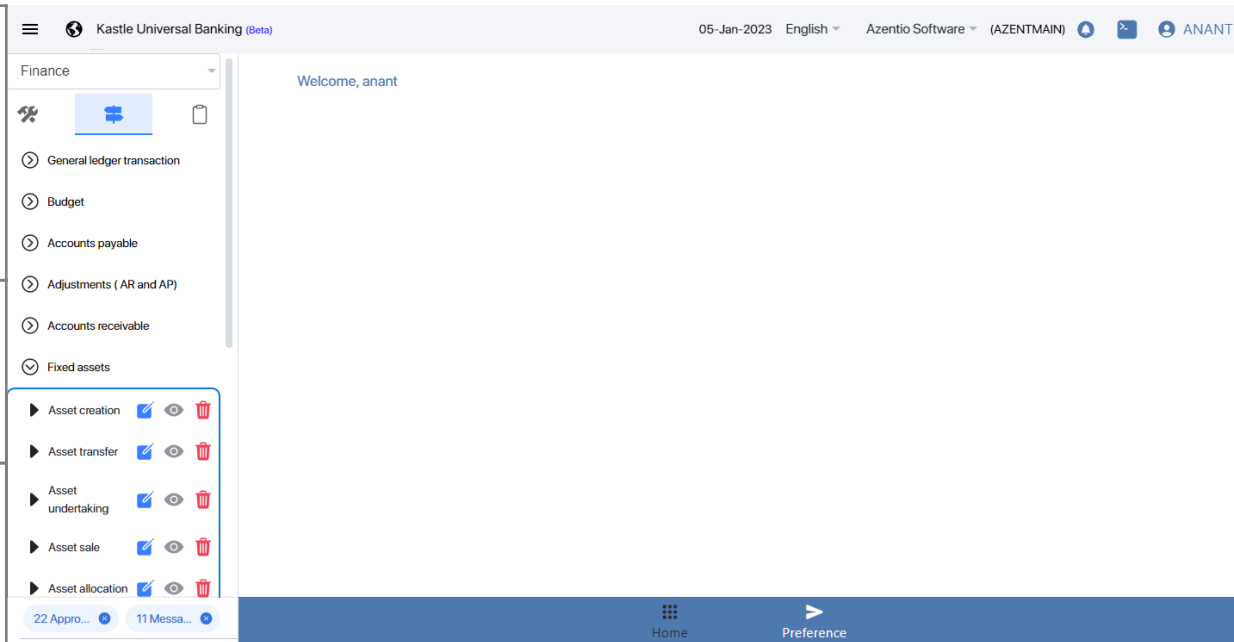 Kastle Universal Banking (Beta)
05-Jan-2023 English Azentio Software (AZENTMAIN) ANANT
Finance
Welcome, anant
General ledger transaction
Budget
Accounts payable
Adjustments ( AR and AP)
Accounts receivable
Fixed assets
Asset creation
Asset transfer
Asset
undertaking
Asset sale
Asset allocation
22 Appro... 11 Messa...
Home Preference